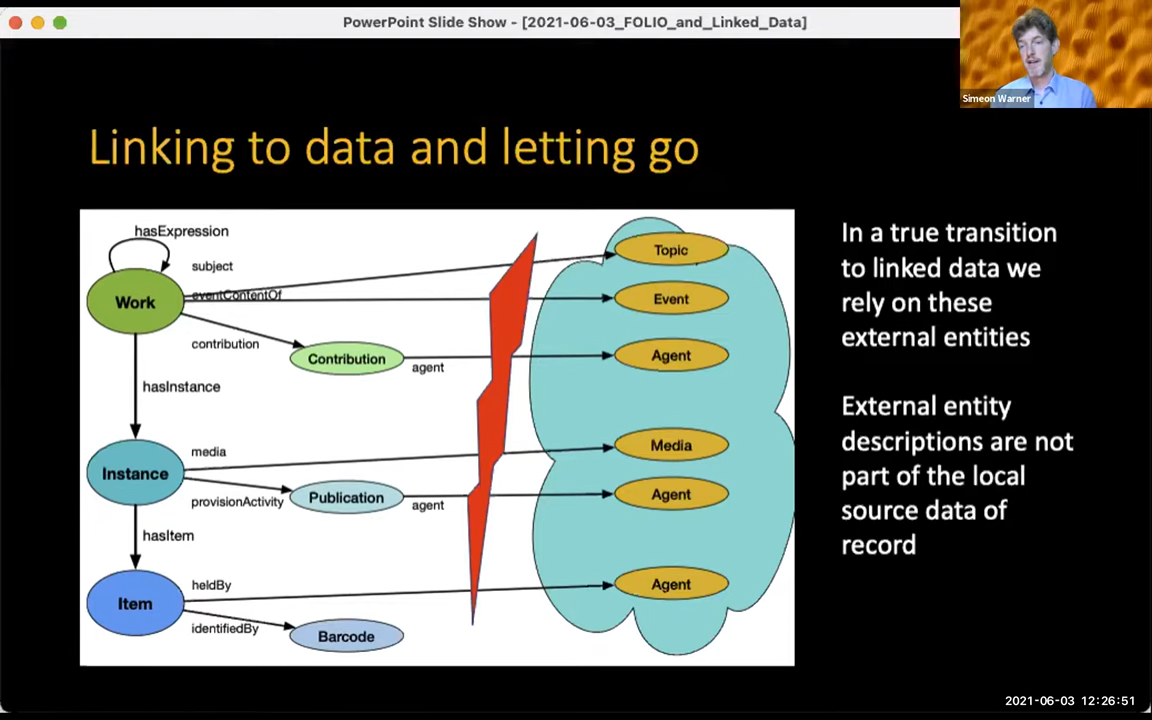 PowerPoint Slide Show - [2021-06-03_FOLIO_and_Linked_Data]
Simeon Warner
Linking to data and letting go
hasExpression
subject
Topic
Work
eventContentOf
Event
contribution
Contribution
agent
Agent
hasInstance
media
Media
Instance
provisionActivity
Publication
agent
Agent
hasItem
heldBy
Agent
Item
identifiedBy
Barcode
In a true transition
to linked data we
rely on these
external entities
External entity
descriptions are not
part of the local
source data of
record
2021-06-03 12:26:51